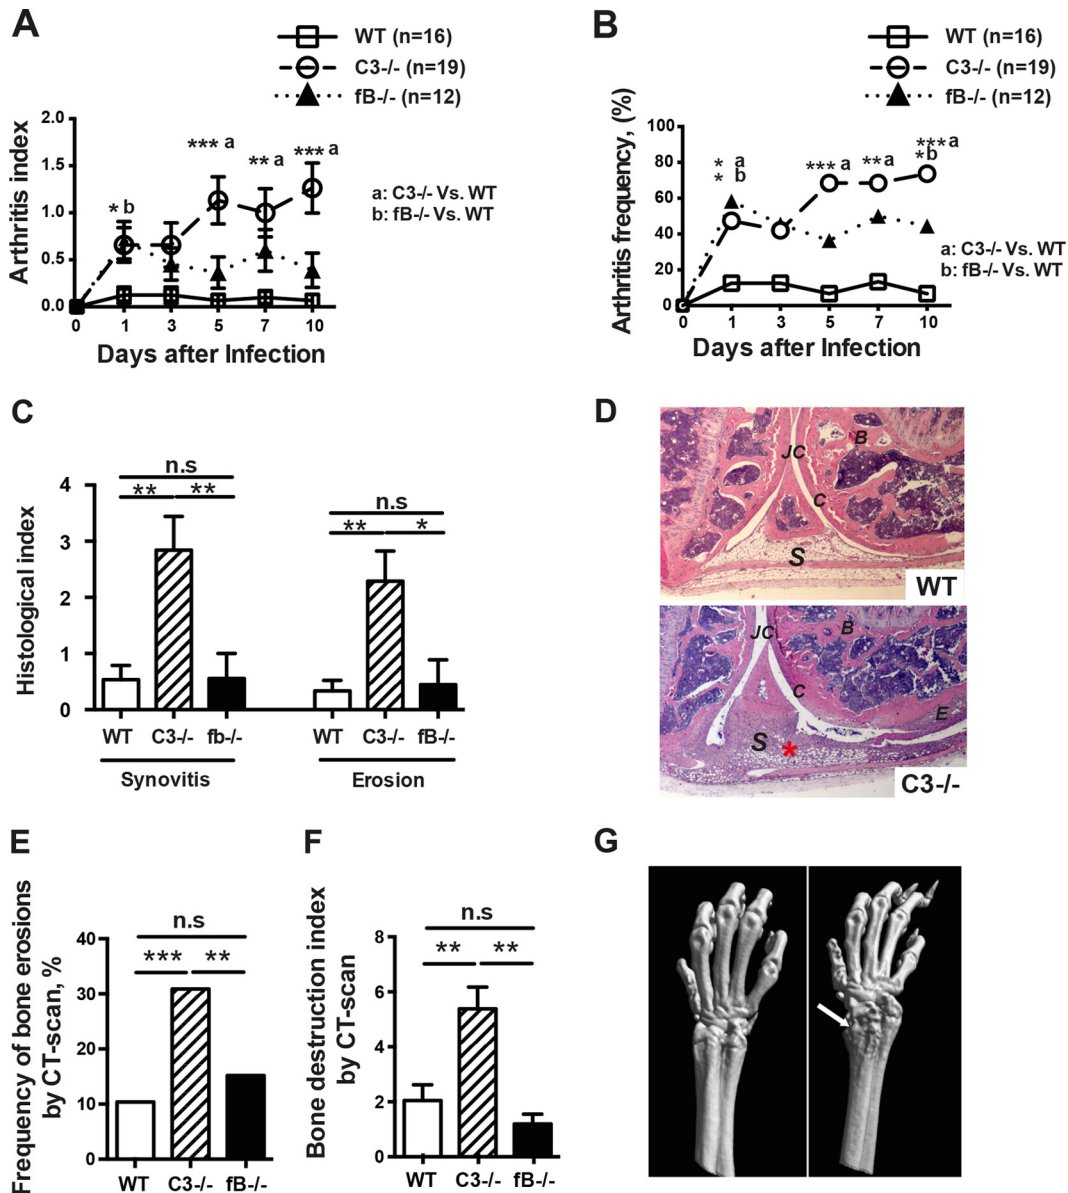 A
WT (n=16)
C3-/- (n=19)
fB-/- (n=12)
Arthritis index
2.0
1.5
1.0
0.5
0.0
*** a
** a
*** a
* b
a: C3-/- Vs. WT
b: fB-/- Vs. WT
0 1 3 5 7 10
Days after Infection
B
WT (n=16)
C3-/- (n=19)
fB-/- (n=12)
Arthritis frequency, (%)
100
80
60
40
20
0
* a
* b
*** a
** a
*** a
* b
a: C3-/- Vs. WT
b: fB-/- Vs. WT
0 1 3 5 7 10
Days after Infection
C
Histological index
4
3
2
1
0
n.s
** **
n.s
** *
WT C3-/- fb-/- WT C3-/- fB-/-
Synovitis Erosion
D
JC
B
C
S
WT
JC
B
C
E
S
*
C3-/-
E
Frequency of bone erosions
by CT-scan, %
40
30
20
10
0
n.s
*** **
WT C3-/- fB-/-
F
Bone destruction index
by CT-scan
8
6
4
2
0
n.s
** **
WT C3-/- fB-/-
G